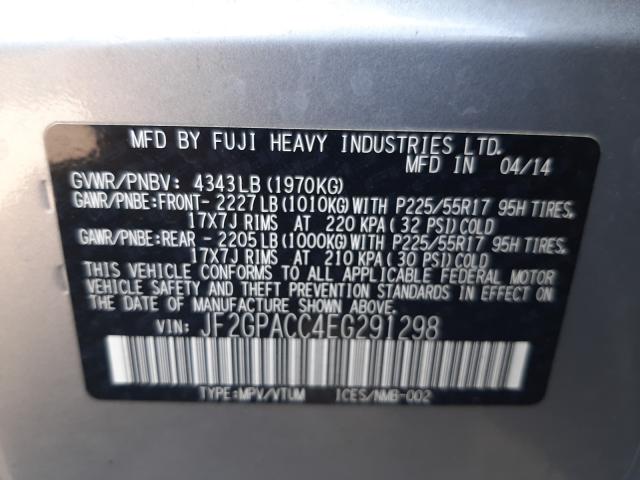 MFD BY FUJI HEAVY INDUSTRIES LTD.
MFD IN 04/14
GVWR/PNBV: 4343LB(1970KG)
GAWR/PNBE:FRONT-2227LB(1010KG)WITH P225/55R17 95H TIRES,
17X7J RIMS AT 220 KPA(32 PSI)COLD
GAWR/PNBE:REAR -2205LB(1000KG)WITH P225/55R17 95H TIRES,
17X7J RIMS AT 210 KPA(30 PSI)COLD
THIS VEHICLE CONFORMS TO ALL APPLICABLE FEDERAL MOTOR
VEHICLE SAFETY, BUMPER, AND THEFT PREVENTION STANDARDS
IN EFFECT ON THE DATE OF MANUFACTURE SHOWN ABOVE.
VIN: JF2GPACC4EG291298
TYPE:MPV/VTUM ICES/NMB-002